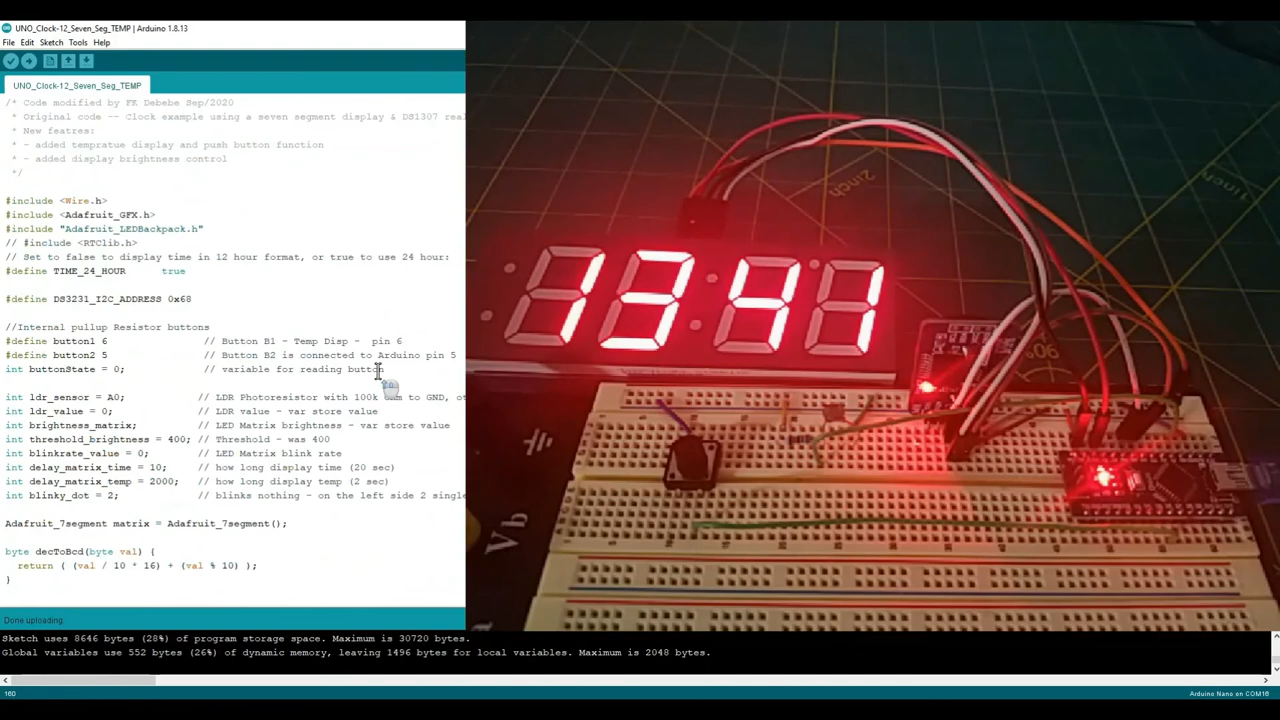 UNO_Clock-12_Seven_Seg_TEMP | Arduino 1.8.13
File Edit Sketch Tools Help
UNO_Clock-12_Seven_Seg_TEMP
/* Code modified by FK Debebe Sep/2020
* Original code -- Clock example using a seven segment display & DS1307 real
* New featres:
* - added tempratue display and push button function
* - added display brightness control
*/
#include <Wire.h>
#include <Adafruit_GFX.h>
#include "Adafruit_LEDBackpack.h"
// #include <RTClib.h>
// Set to false to display time in 12 hour format, or true to use 24 hour:
#define TIME_24_HOUR true
#define DS3231_I2C_ADDRESS 0x68
//Internal pullup Resistor buttons
#define button1 6 // Button B1 - Temp Disp - pin 6
#define button2 5 // Button B2 is connected to Arduino pin 5
int buttonState = 0; // variable for reading button
int ldr_sensor = A0; // LDR Photoresistor with 100k ohm to GND, ot
int ldr_value = 0; // LDR value - var store value
int brightness_matrix; // LED Matrix brightness - var store value
int threshold_brightness = 400; // Threshold - was 400
int blinkrate_value = 0; // LED Matrix blink rate
int delay_matrix_time = 10; // how long display time (20 sec)
int delay_matrix_temp = 2000; // how long display temp (2 sec)
int blinky_dot = 2; // blinks nothing - on the left side 2 singl
Adafruit_7segment matrix = Adafruit_7segment();
byte decToBcd(byte val) {
return ( (val / 10 * 16) + (val % 10) );
}
Done uploading.
Sketch uses 8646 bytes (28%) of program storage space. Maximum is 30720 bytes.
Global variables use 552 bytes (26%) of dynamic memory, leaving 1496 bytes for local variables. Maximum is 2048 bytes.
160
Arduino Nano on COM16
1341
2inch
1inch
90°
Vb